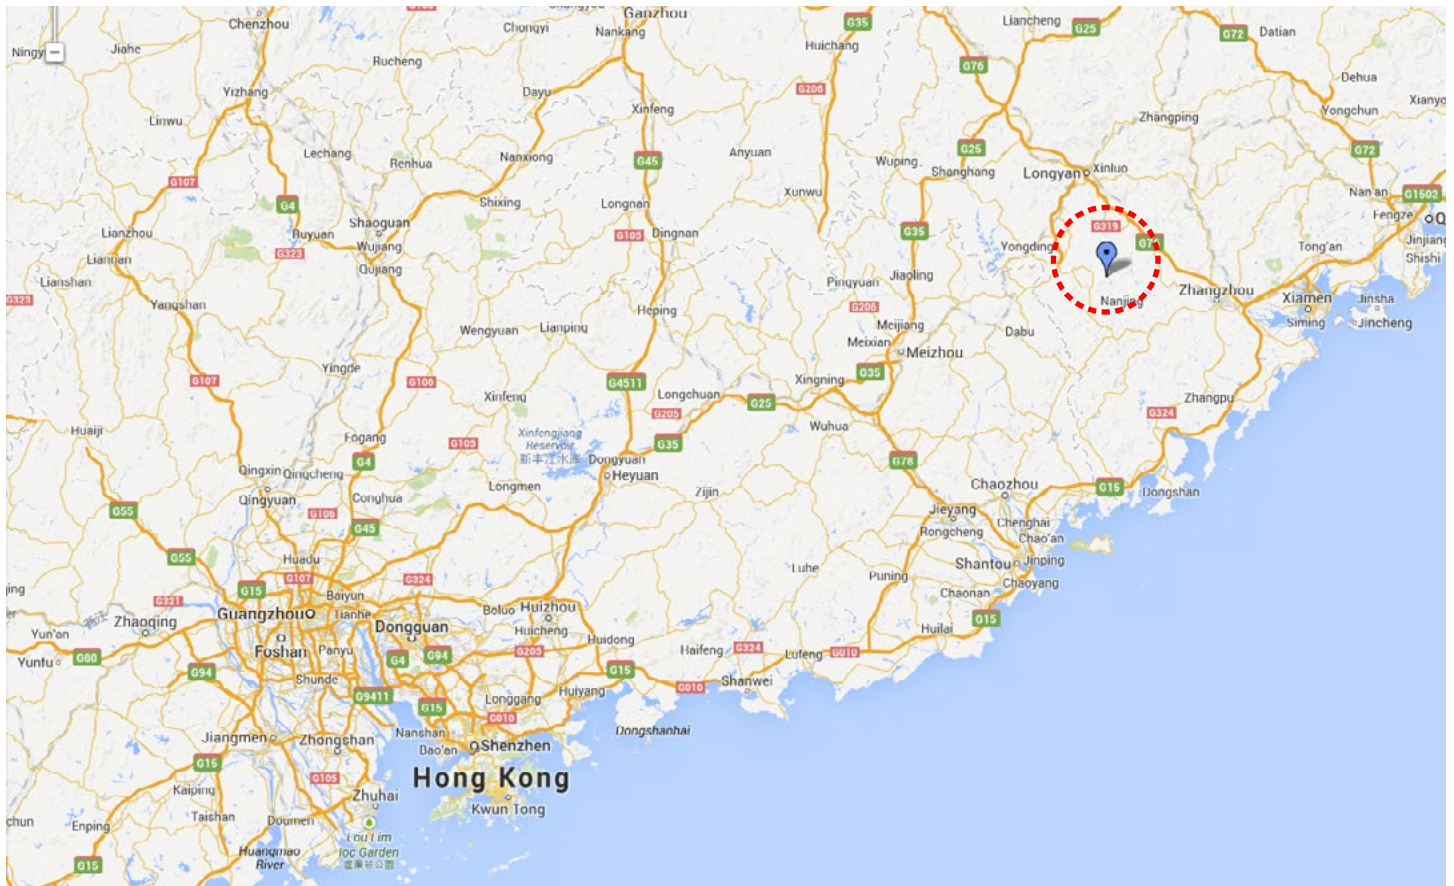 Chenzhou
G105
Ganzhou
Nankang
Chongyi
G35
Liancheng
G25
G72
Datian
Jiahe
Huichang
Rucheng
G76
Dehua
Yizhang
Dayu
G206
Xinfeng
Yongchun
Linwu
Zhangping
Lechang
Renhua
Nanxiong
G45
Anyuan
Wuping
G25
Shanghang
Longyan
Xinluo
G72
G107
G4
Shixing
Longnan
Xunwu
Nan'an
G1502
Fengze
Lianzhou
Shaoguan
Ruyuan
Wujiang
G105
Dingnan
G35
G319
Yongding
Tong'an
Jinjiang
Shishi
Liannan
G323
Qujiang
Jiaoling
Pingyuan
Lianshan
G323
Yangshan
Heping
G206
Nanjing
Zhangzhou
Xiamen
Siming
Jinsha
Jincheng
Wengyuan
Lianping
Meijiang
Meixian
Meizhou
Dabu
Yingde
G107
G106
Xinfeng
G4511
Longchuan
G205
G25
Xingning
G35
Zhangpu
G324
Huaiji
Fogang
G105
Xinfengjiang
Reservoir
新丰江水库
G35
Wuhua
Dongyuan
Heyuan
G4
G78
Qingxin
Qingcheng
Qingyuan
Conghua
Longmen
Zijin
Chaozhou
G15
Dongshan
G55
G106
G45
Jieyang
Rongcheng
Chenghai
Chao'an
G55
Huadu
G107
G324
Luhe
Puning
Shantou
Jinping
Chaoyang
Chaonan
G15
Baiyun
G321
Zhaoqing
Guangzhou
Tianhe
Boluo
Huizhou
Yun'an
Dongguan
Huicheng
Huidong
G15
Huilai
Yunfu
G80
Foshan
Panyu
G4
G94
G205
Haifeng
G324
Lufeng
G010
G94
Shunde
G9411
G15
Longgang
Huiyang
G15
G010
Shanwei
G010
Jiangmen
Zhongshan
Nanshan
Bao'an
Shenzhen
Dongshanhai
G15
G105
Hong Kong
Kaiping
Zhuhai
Kwun Tong
Enping
Taishan
Doumen
Lou Lim
Ioc Garden
Huangmao
River
G15